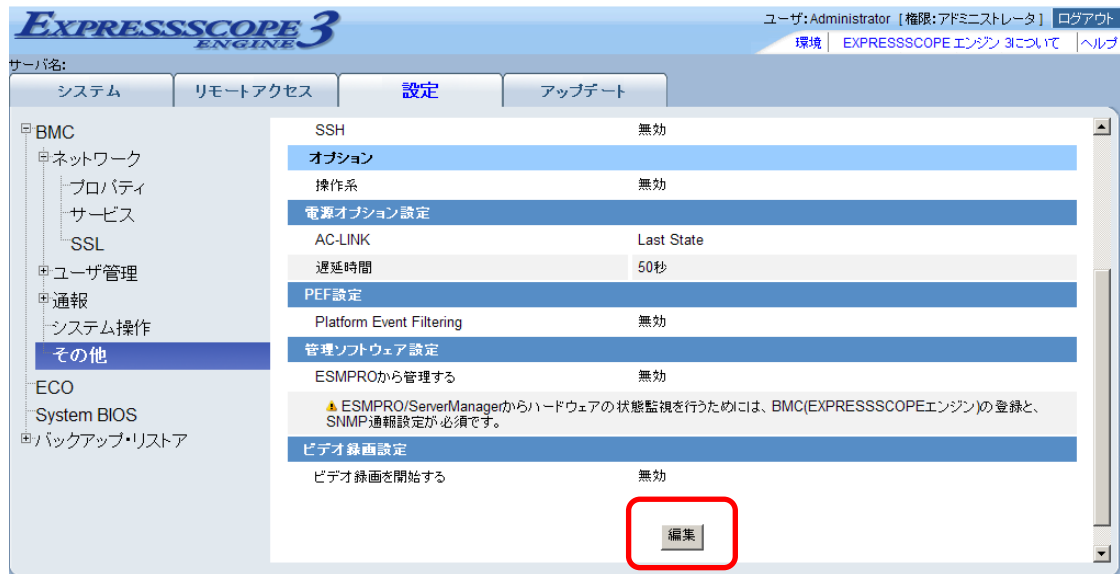 EXPRESSSCOPE
ENGINE 3
ユーザ:Administrator [権限:アドミニストレータ] ログアウト
環境 EXPRESSSCOPE エンジン 3について ヘルプ
サーバ名:
システム リモートアクセス 設定 アップデート
BMC
ネットワーク
プロパティ
サービス
SSL
ユーザ管理
通報
システム操作
その他
ECO
System BIOS
バックアップ・リストア
SSH 無効
オプション
操作系 無効
電源オプション設定
AC-LINK Last State
遅延時間 50秒
PEF設定
Platform Event Filtering 無効
管理ソフトウェア設定
ESMPROから管理する 無効
ESMPRO/ServerManagerからハードウェアの状態監視を行うためには、BMC(EXPRESSSCOPEエンジン)の登録と、
SNMP通報設定が必須です。
ビデオ録画設定
ビデオ録画を開始する 無効
編集